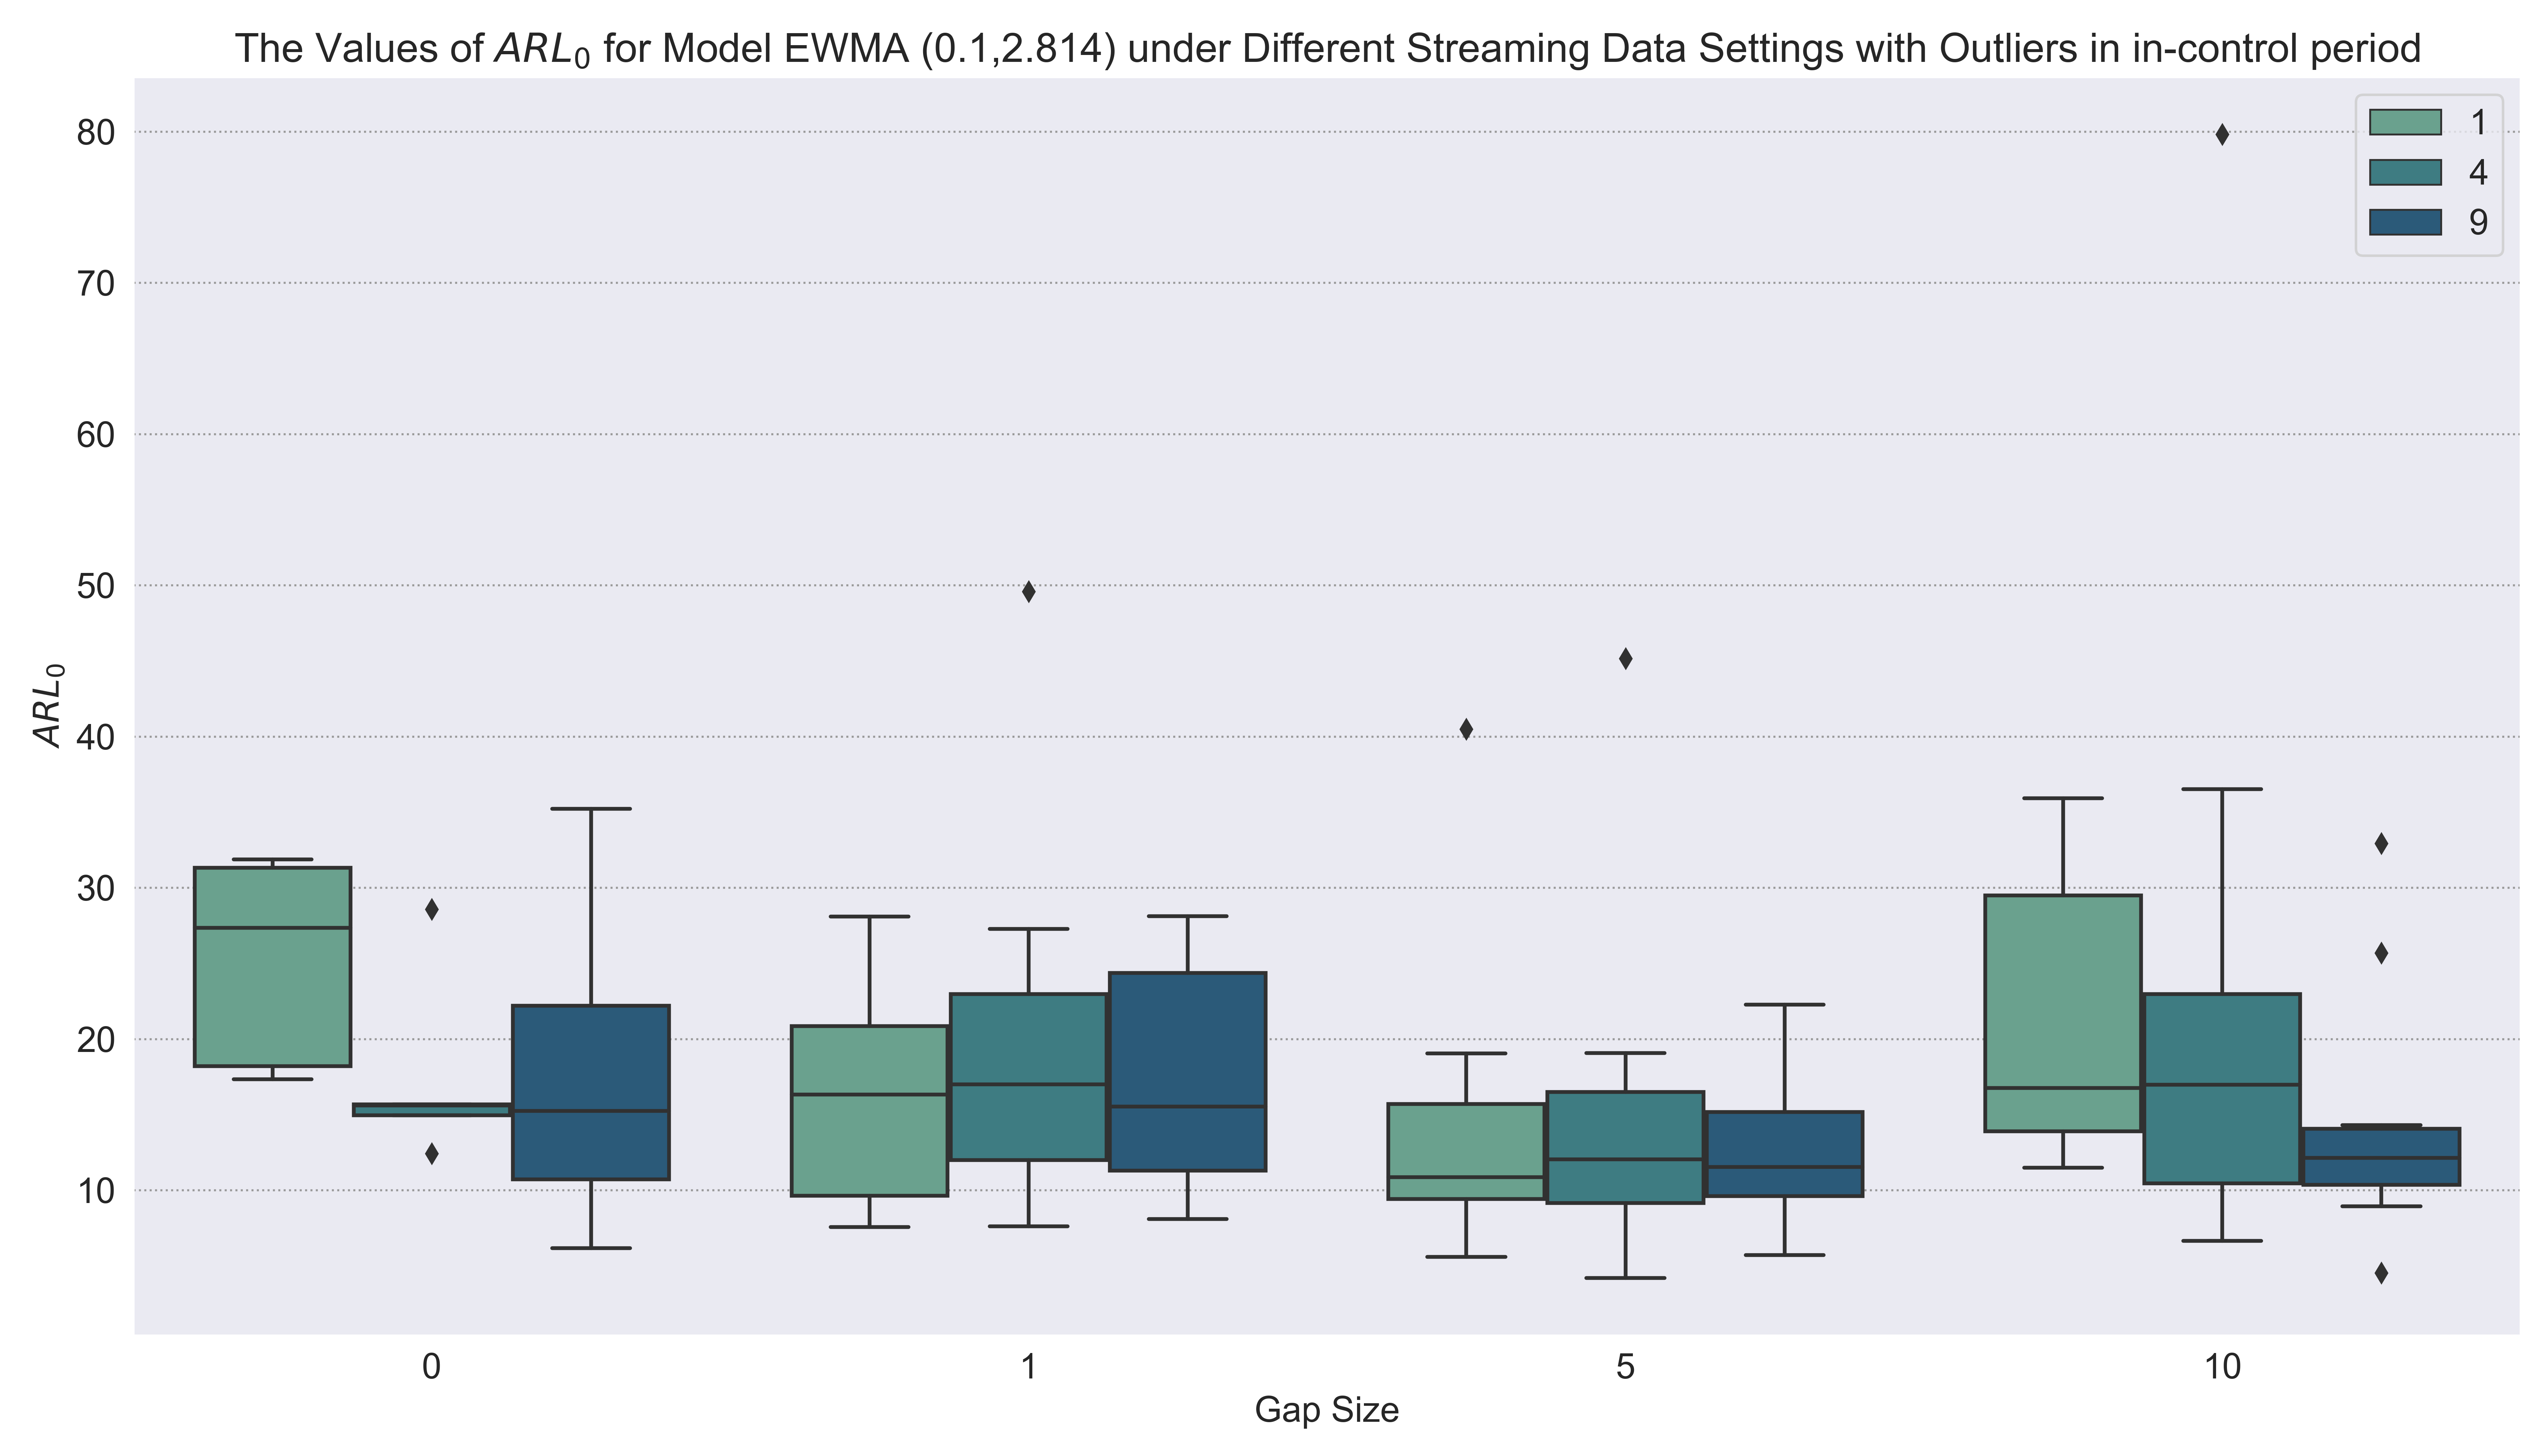 The Values of ARL₀ for Model EWMA (0.1,2.814) under Different Streaming Data Settings with Outliers in in-control period
1
4
9
80
70
60
50
40
30
20
10
ARL₀
0 1 5 10
Gap Size